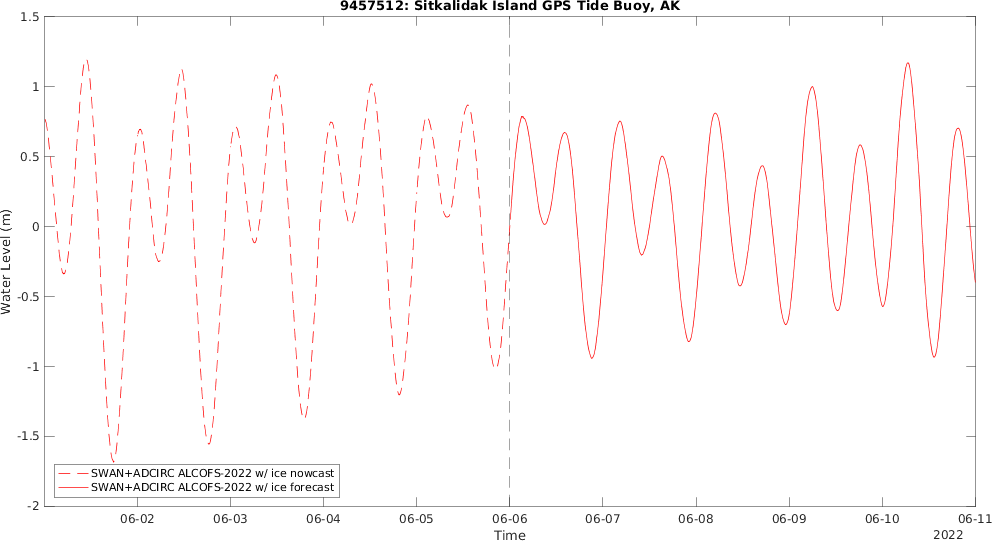 9457512: Sitkalidak Island GPS Tide Buoy, AK
1.5
1
0.5
0
-0.5
-1
-1.5
-2
Water Level (m)
SWAN+ADCIRC ALCOFS-2022 w/ ice nowcast
SWAN+ADCIRC ALCOFS-2022 w/ ice forecast
06-02 06-03 06-04 06-05 06-06 06-07 06-08 06-09 06-10 06-11
Time
2022